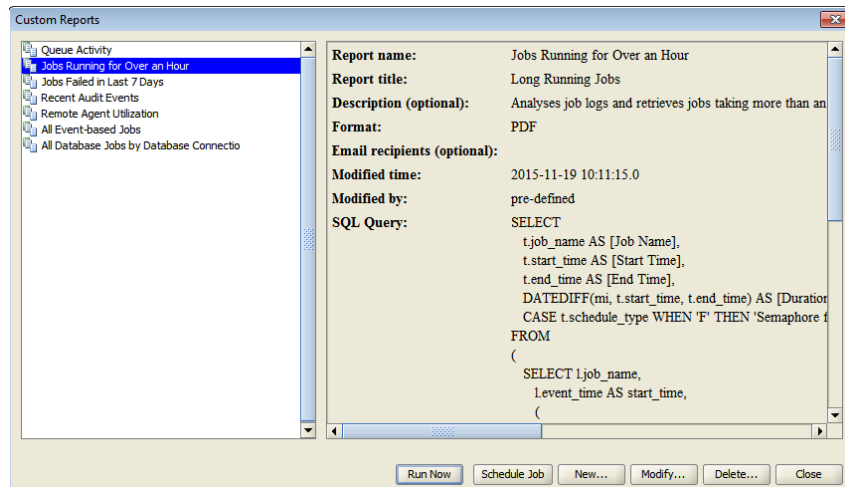 Custom Reports
Queue Activity
Jobs Running for Over an Hour
Jobs Failed in Last 7 Days
Recent Audit Events
Remote Agent Utilization
All Event-based Jobs
All Database Jobs by Database Connectio
Report name: Jobs Running for Over an Hour
Report title: Long Running Jobs
Description (optional): Analyses job logs and retrieves jobs taking more than an
Format: PDF
Email recipients (optional):
Modified time: 2015-11-19 10:11:15.0
Modified by: pre-defined
SQL Query: SELECT
t.job_name AS [Job Name],
t.start_time AS [Start Time],
t.end_time AS [End Time],
DATEDIFF(mi, t.start_time, t.end_time) AS [Duration
CASE t.schedule_type WHEN 'F' THEN 'Semaphore f
FROM
(
SELECT l.job_name,
l.event_time AS start_time,
(
Run Now Schedule Job New... Modify... Delete... Close